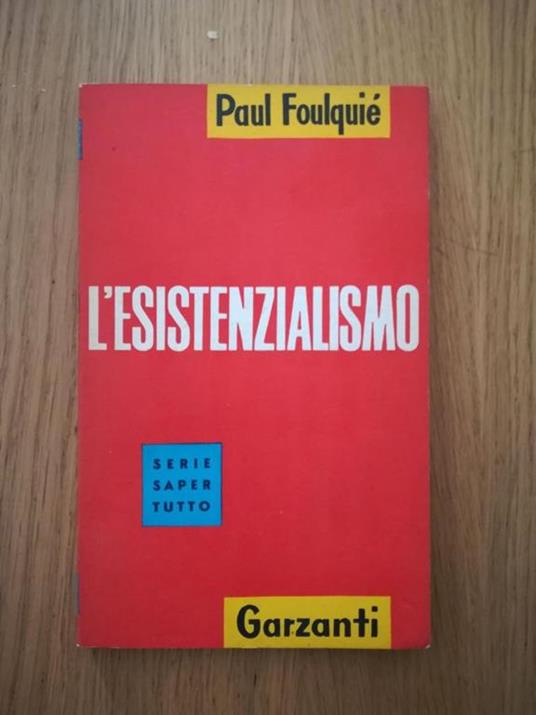 Paul Foulquié
L'ESISTENZIALISMO
SERIE
SAPER
TUTTO
Garzanti